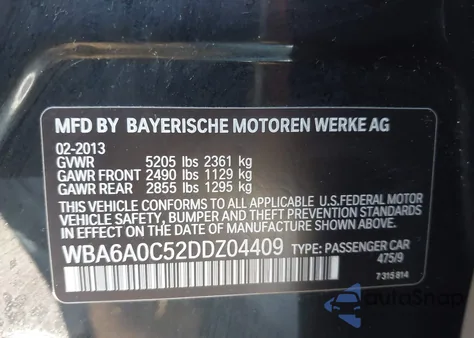 MFD BY BAYERISCHE MOTOREN WERKE AG
02-2013
GVWR 5205 lbs 2361 kg
GAWR FRONT 2490 lbs 1129 kg
GAWR REAR 2855 lbs 1295 kg
THIS VEHICLE CONFORMS TO ALL APPLICABLE U.S.FEDERAL MOTOR
VEHICLE SAFETY, BUMPER, AND THEFT PREVENTION STANDARDS
IN EFFECT ON THE DATE OF MANUFACTURE SHOWN ABOVE.
WBA6A0C52DDZ04409 TYPE: PASSENGER CAR
475/9
7 315 814
AutoSnap